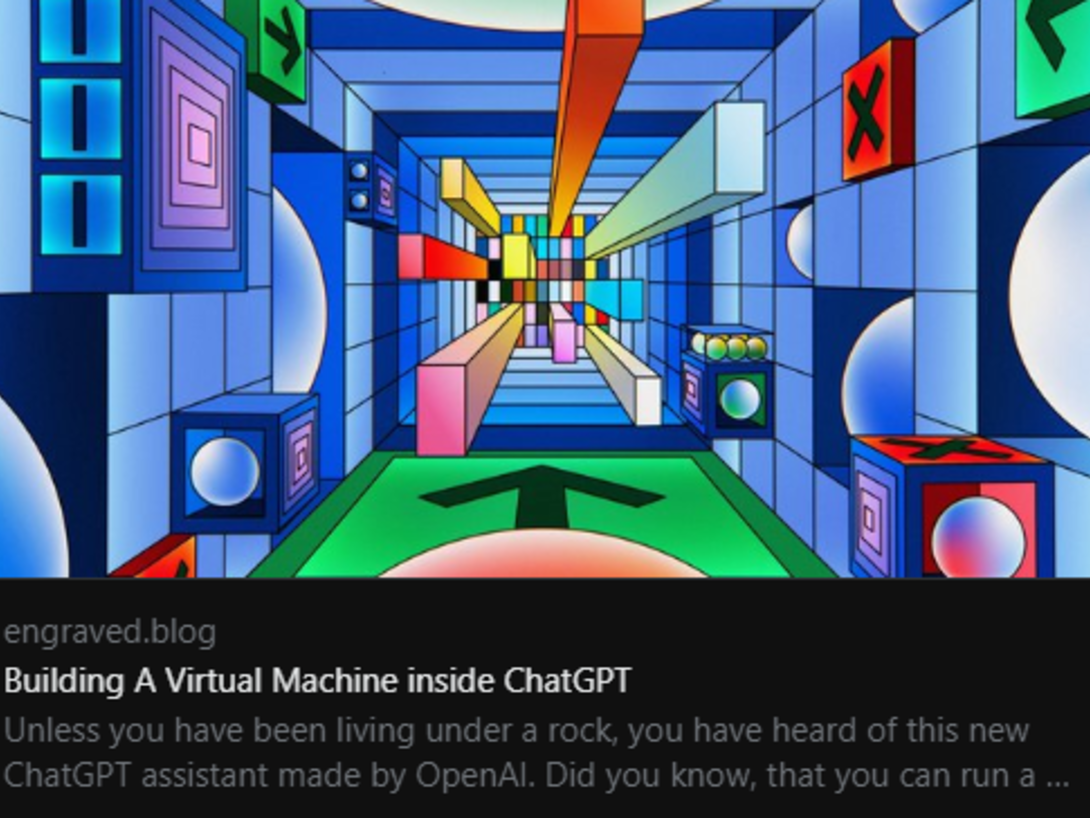 engraved.blog
Building A Virtual Machine inside ChatGPT
Unless you have been living under a rock, you have heard of this new
ChatGPT assistant made by OpenAI. Did you know, that you can run a ...